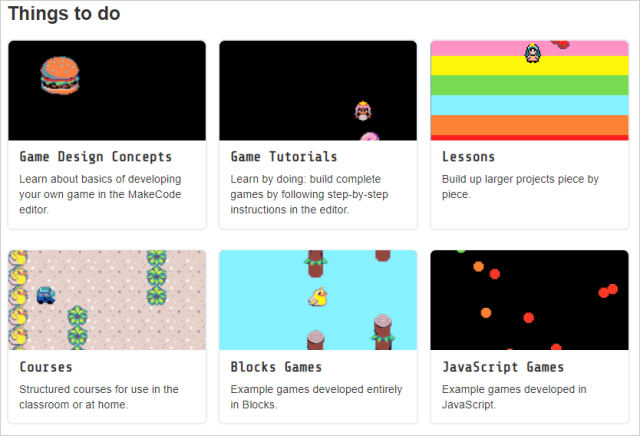 Things to do
Game Design Concepts
Learn about basics of developing
your own game in the MakeCode
editor.
Game Tutorials
Learn by doing: build complete
games by following step-by-step
instructions in the editor.
Lessons
Build up larger projects piece by
piece.
Courses
Structured courses for use in the
classroom or at home.
Blocks Games
Example games developed entirely
in Blocks.
JavaScript Games
Example games developed in
JavaScript.